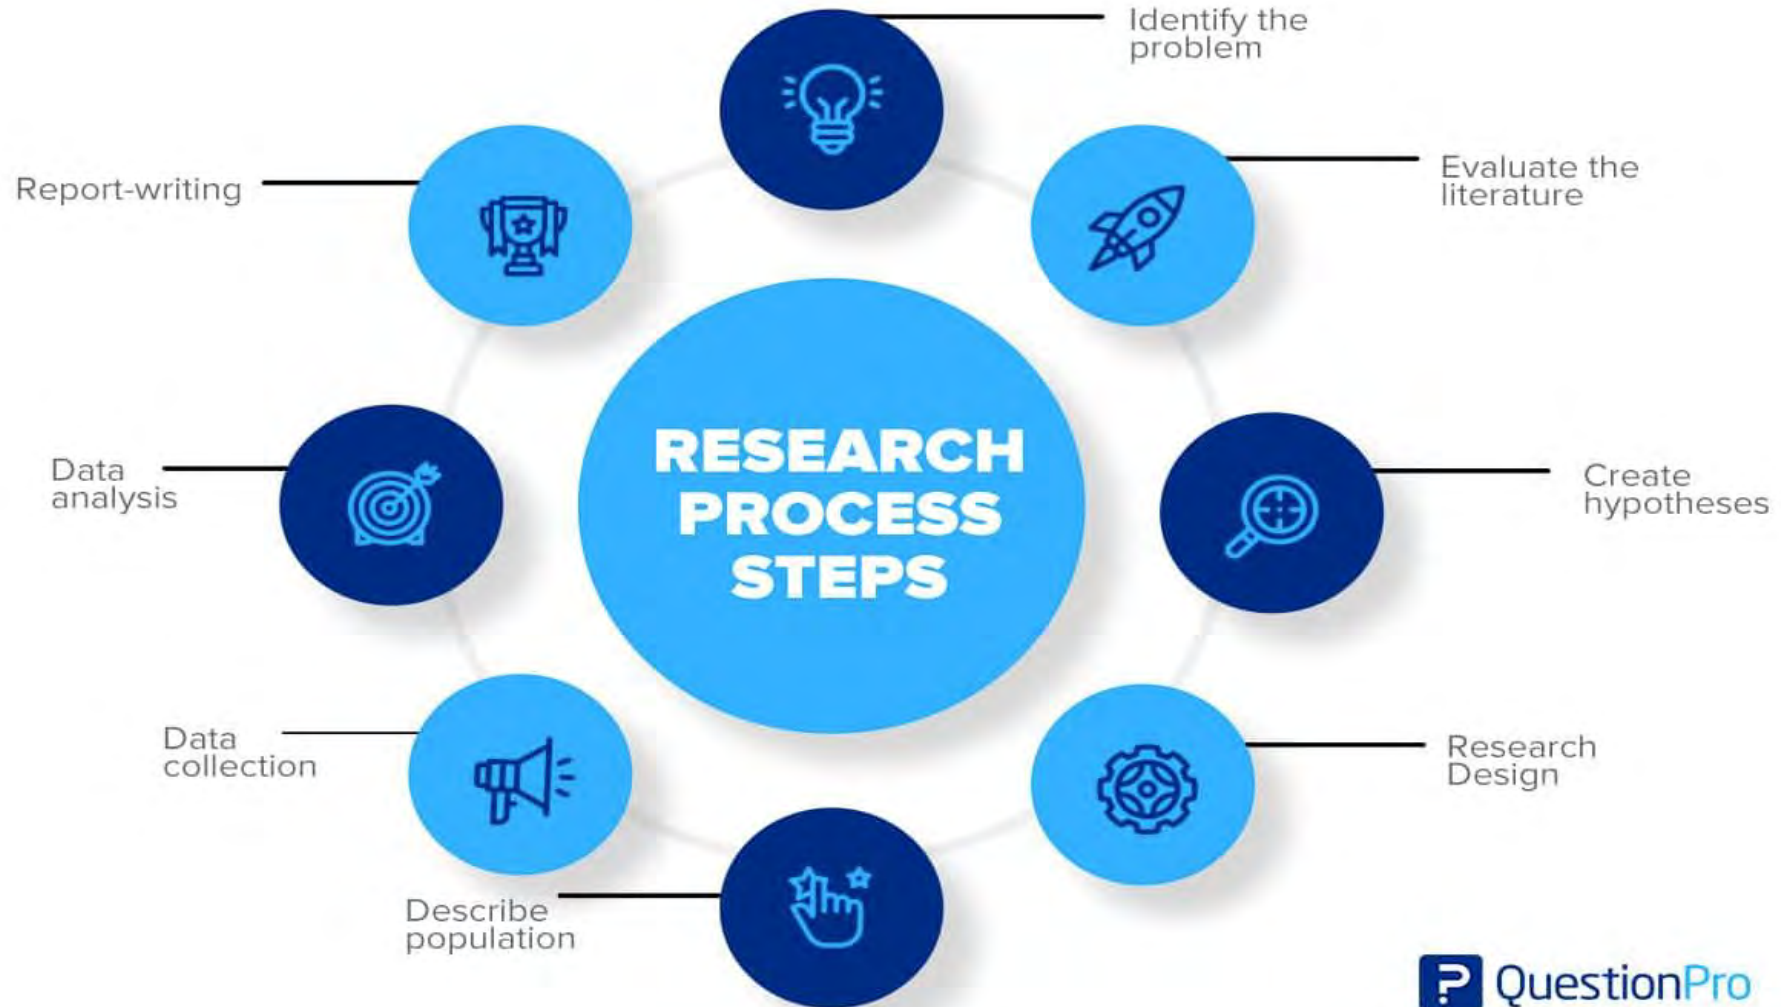 Identify the
problem
Evaluate the
literature
Create
hypotheses
Research
Design
Describe
population
Data
collection
Data
analysis
Report-writing
RESEARCH
PROCESS
STEPS
? QuestionPro